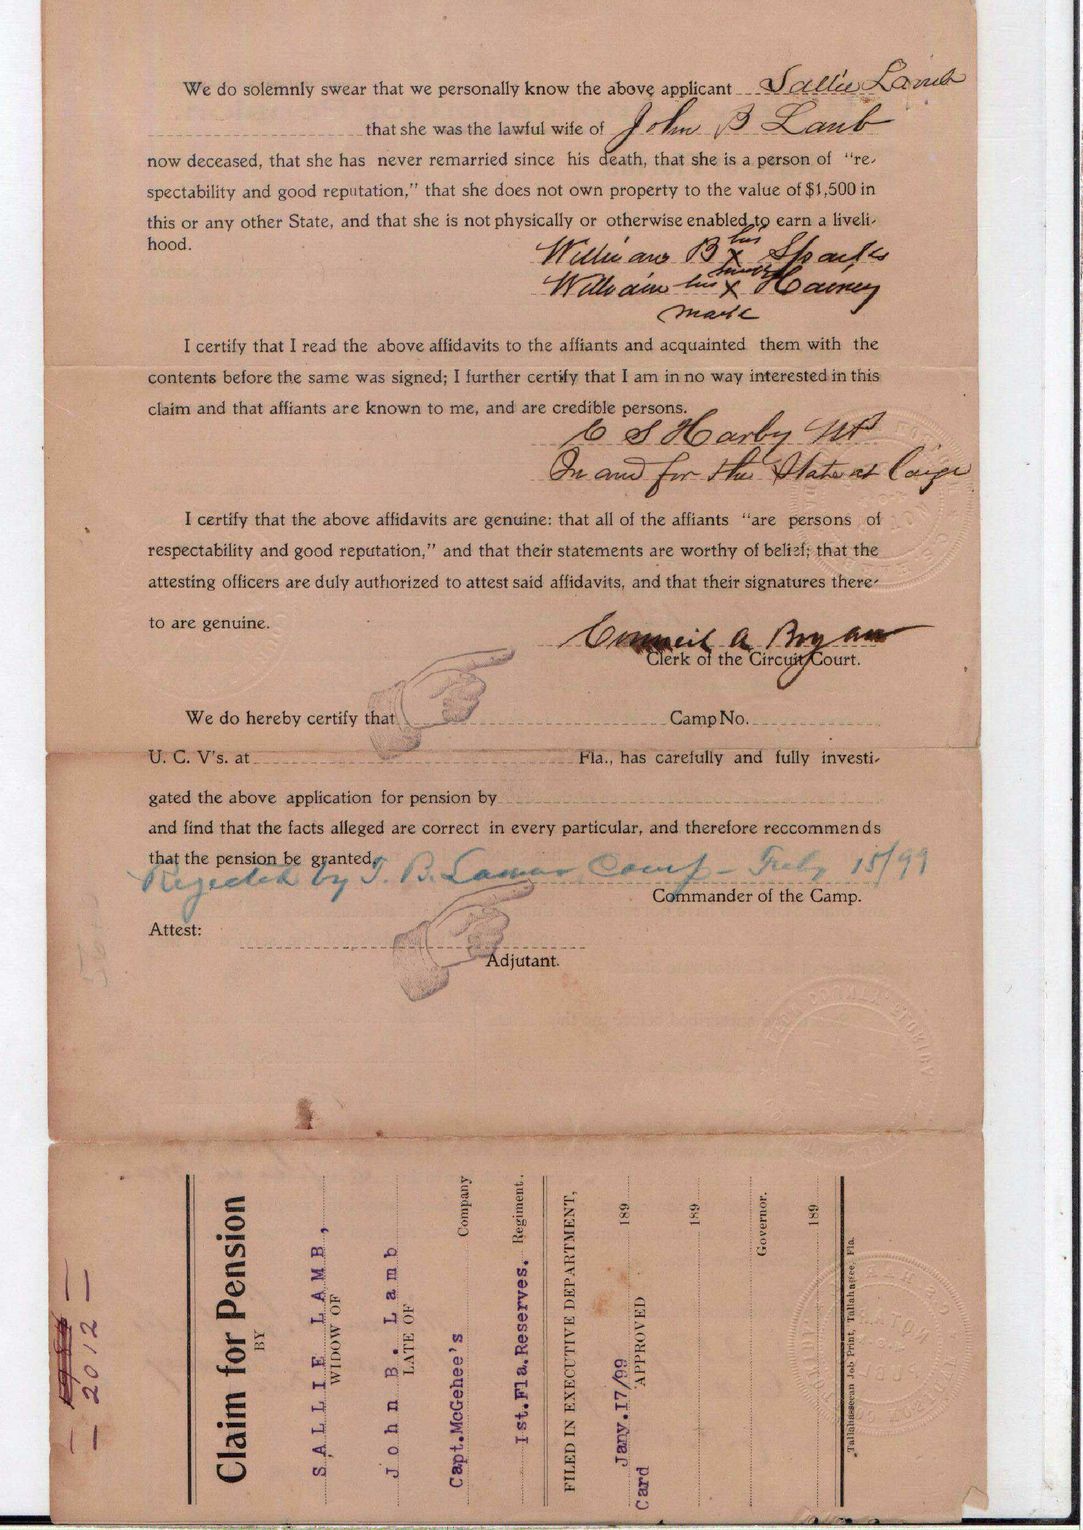 We do solemnly swear that we personally know the above applicant Sallie Lamb
that she was the lawful wife of John B Lamb
now deceased, that she has never remarried since his death, that she is a person of "re-
spectability and good reputation," that she does not own property to the value of $1,500 in
this or any other State, and that she is not physically or otherwise enabled to earn a liveli-
hood.
his
William B X Sparks
mark
William his X Hainey
mark
I certify that I read the above affidavits to the affiants and acquainted them with the
contents before the same was signed; I further certify that I am in no way interested in this
claim and that affiants are known to me, and are credible persons.
C S Harby NP
In and for the State at Large
I certify that the above affidavits are genuine: that all of the affiants "are persons of
respectability and good reputation," and that their statements are worthy of belief; that the
attesting officers are duly authorized to attest said affidavits, and that their signatures there-
to are genuine.
Council A Bryan
Clerk of the Circuit Court.
We do hereby certify that Camp No.
U. C. V's. at Fla., has carefully and fully investi-
gated the above application for pension by
and find that the facts alleged are correct in every particular, and therefore reccommends
that the pension be granted.
Rejected by T. B. Lamar Camp - Feby 15/99
Commander of the Camp.
Attest:
Adjutant.
- 2012 -
Claim for Pension
BY
SALLIE LAMB,
WIDOW OF
John B. Lamb
LATE OF
Capt. McGehee's Company
1st. Fla. Reserves. Regiment.
FILED IN EXECUTIVE DEPARTMENT,
Jany. 17/99 189
Card APPROVED
189
Governor.
189
Tallahasseean Job Print, Tallahassee, Fla.